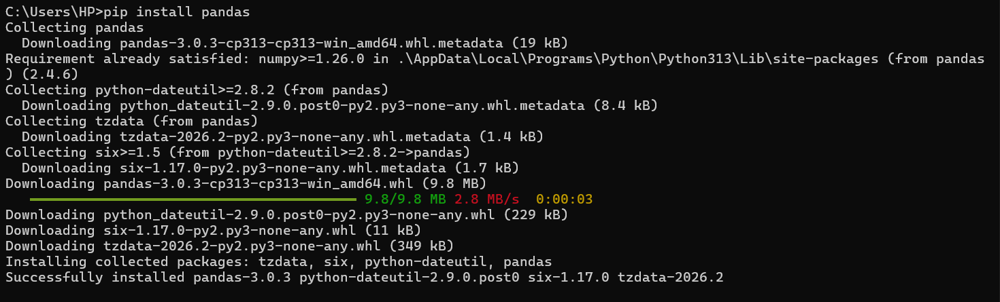 C:\Users\HP>pip install pandas
Collecting pandas
  Downloading pandas-3.0.3-cp313-cp313-win_amd64.whl.metadata (19 kB)
Requirement already satisfied: numpy>=1.26.0 in .\AppData\Local\Programs\Python\Python313\Lib\site-packages (from pandas
) (2.4.6)
Collecting python-dateutil>=2.8.2 (from pandas)
  Downloading python_dateutil-2.9.0.post0-py2.py3-none-any.whl.metadata (8.4 kB)
Collecting tzdata (from pandas)
  Downloading tzdata-2026.2-py2.py3-none-any.whl.metadata (1.4 kB)
Collecting six>=1.5 (from python-dateutil>=2.8.2->pandas)
  Downloading six-1.17.0-py2.py3-none-any.whl.metadata (1.7 kB)
Downloading pandas-3.0.3-cp313-cp313-win_amd64.whl (9.8 MB)
9.8/9.8 MB 2.8 MB/s  0:00:03
Downloading python_dateutil-2.9.0.post0-py2.py3-none-any.whl (229 kB)
Downloading six-1.17.0-py2.py3-none-any.whl (11 kB)
Downloading tzdata-2026.2-py2.py3-none-any.whl (349 kB)
Installing collected packages: tzdata, six, python-dateutil, pandas
Successfully installed pandas-3.0.3 python-dateutil-2.9.0.post0 six-1.17.0 tzdata-2026.2